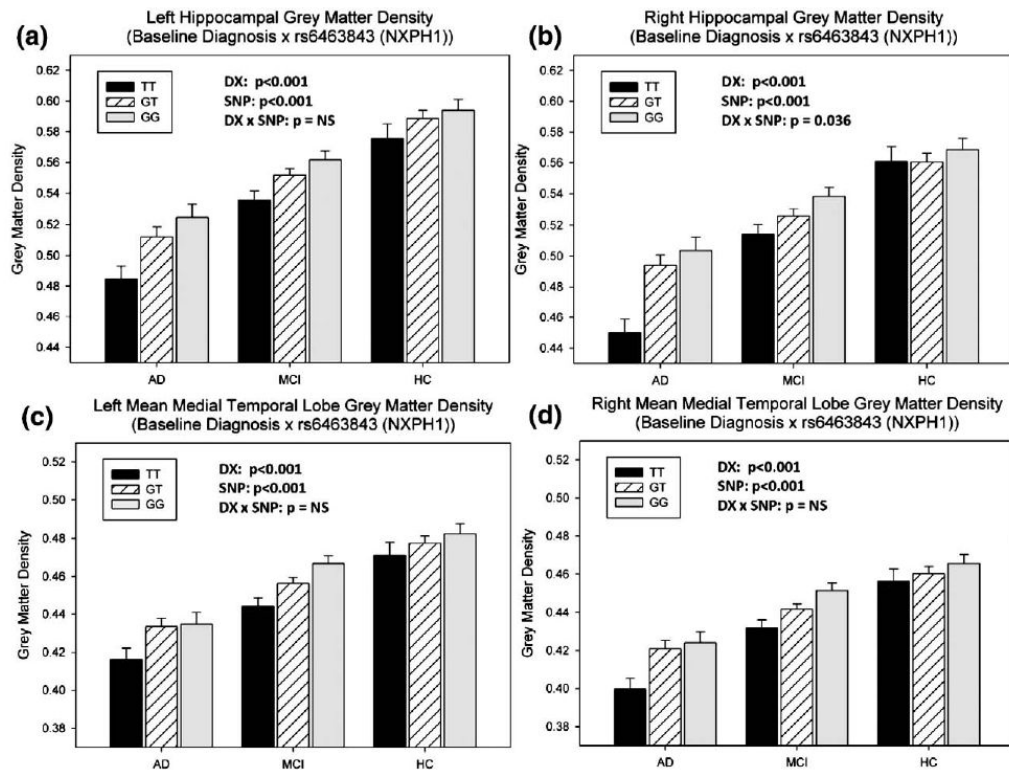 (a)
Left Hippocampal Grey Matter Density
(Baseline Diagnosis x rs6463843 (NXPH1))
Grey Matter Density
0.62
0.60
0.58
0.56
0.54
0.52
0.50
0.48
0.46
0.44
TT
GT
GG
DX: p<0.001
SNP: p<0.001
DX x SNP: p = NS
AD
MCI
HC
(b)
Right Hippocampal Grey Matter Density
(Baseline Diagnosis x rs6463843 (NXPH1))
Grey Matter Density
0.62
0.60
0.58
0.56
0.54
0.52
0.50
0.48
0.46
0.44
TT
GT
GG
DX: p<0.001
SNP: p<0.001
DX x SNP: p = 0.036
AD
MCI
HC
(c)
Left Mean Medial Temporal Lobe Grey Matter Density
(Baseline Diagnosis x rs6463843 (NXPH1))
Grey Matter Density
0.52
0.50
0.48
0.46
0.44
0.42
0.40
0.38
TT
GT
GG
DX: p<0.001
SNP: p<0.001
DX x SNP: p = NS
AD
MCI
HC
(d)
Right Mean Medial Temporal Lobe Grey Matter Density
(Baseline Diagnosis x rs6463843 (NXPH1))
Grey Matter Density
0.52
0.50
0.48
0.46
0.44
0.42
0.40
0.38
TT
GT
GG
DX: p<0.001
SNP: p<0.001
DX x SNP: p = NS
AD
MCI
HC